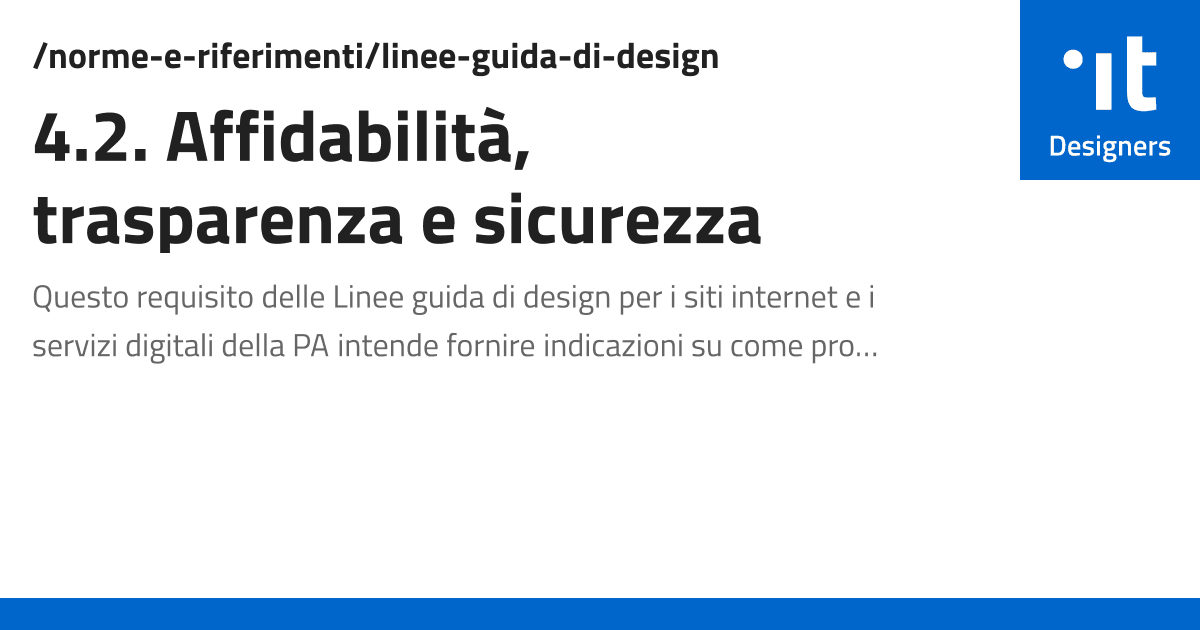 /norme-e-riferimenti/linee-guida-di-design
4.2. Affidabilità,
trasparenza e sicurezza
Questo requisito delle Linee guida di design per i siti internet e i
servizi digitali della PA intende fornire indicazioni su come pro...
it
Designers